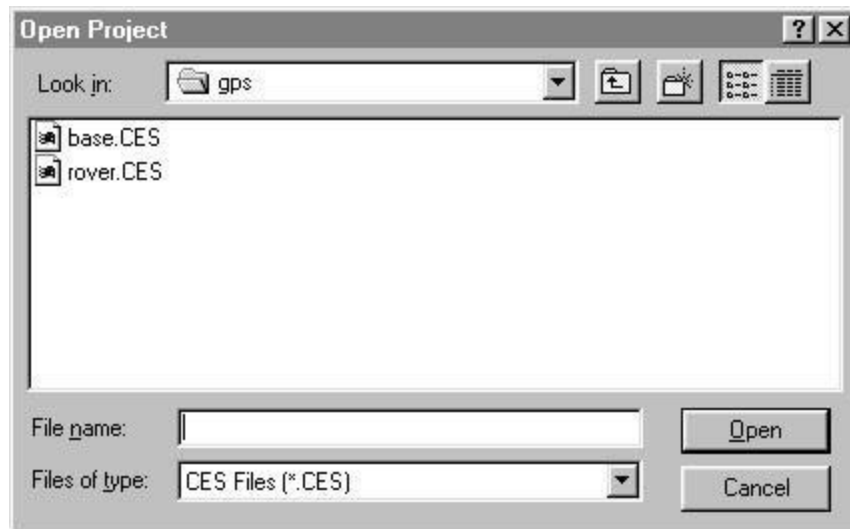 Open Project
Look in: gps
base.CES
rover.CES
File name: Open
Files of type: CES Files (*.CES) Cancel